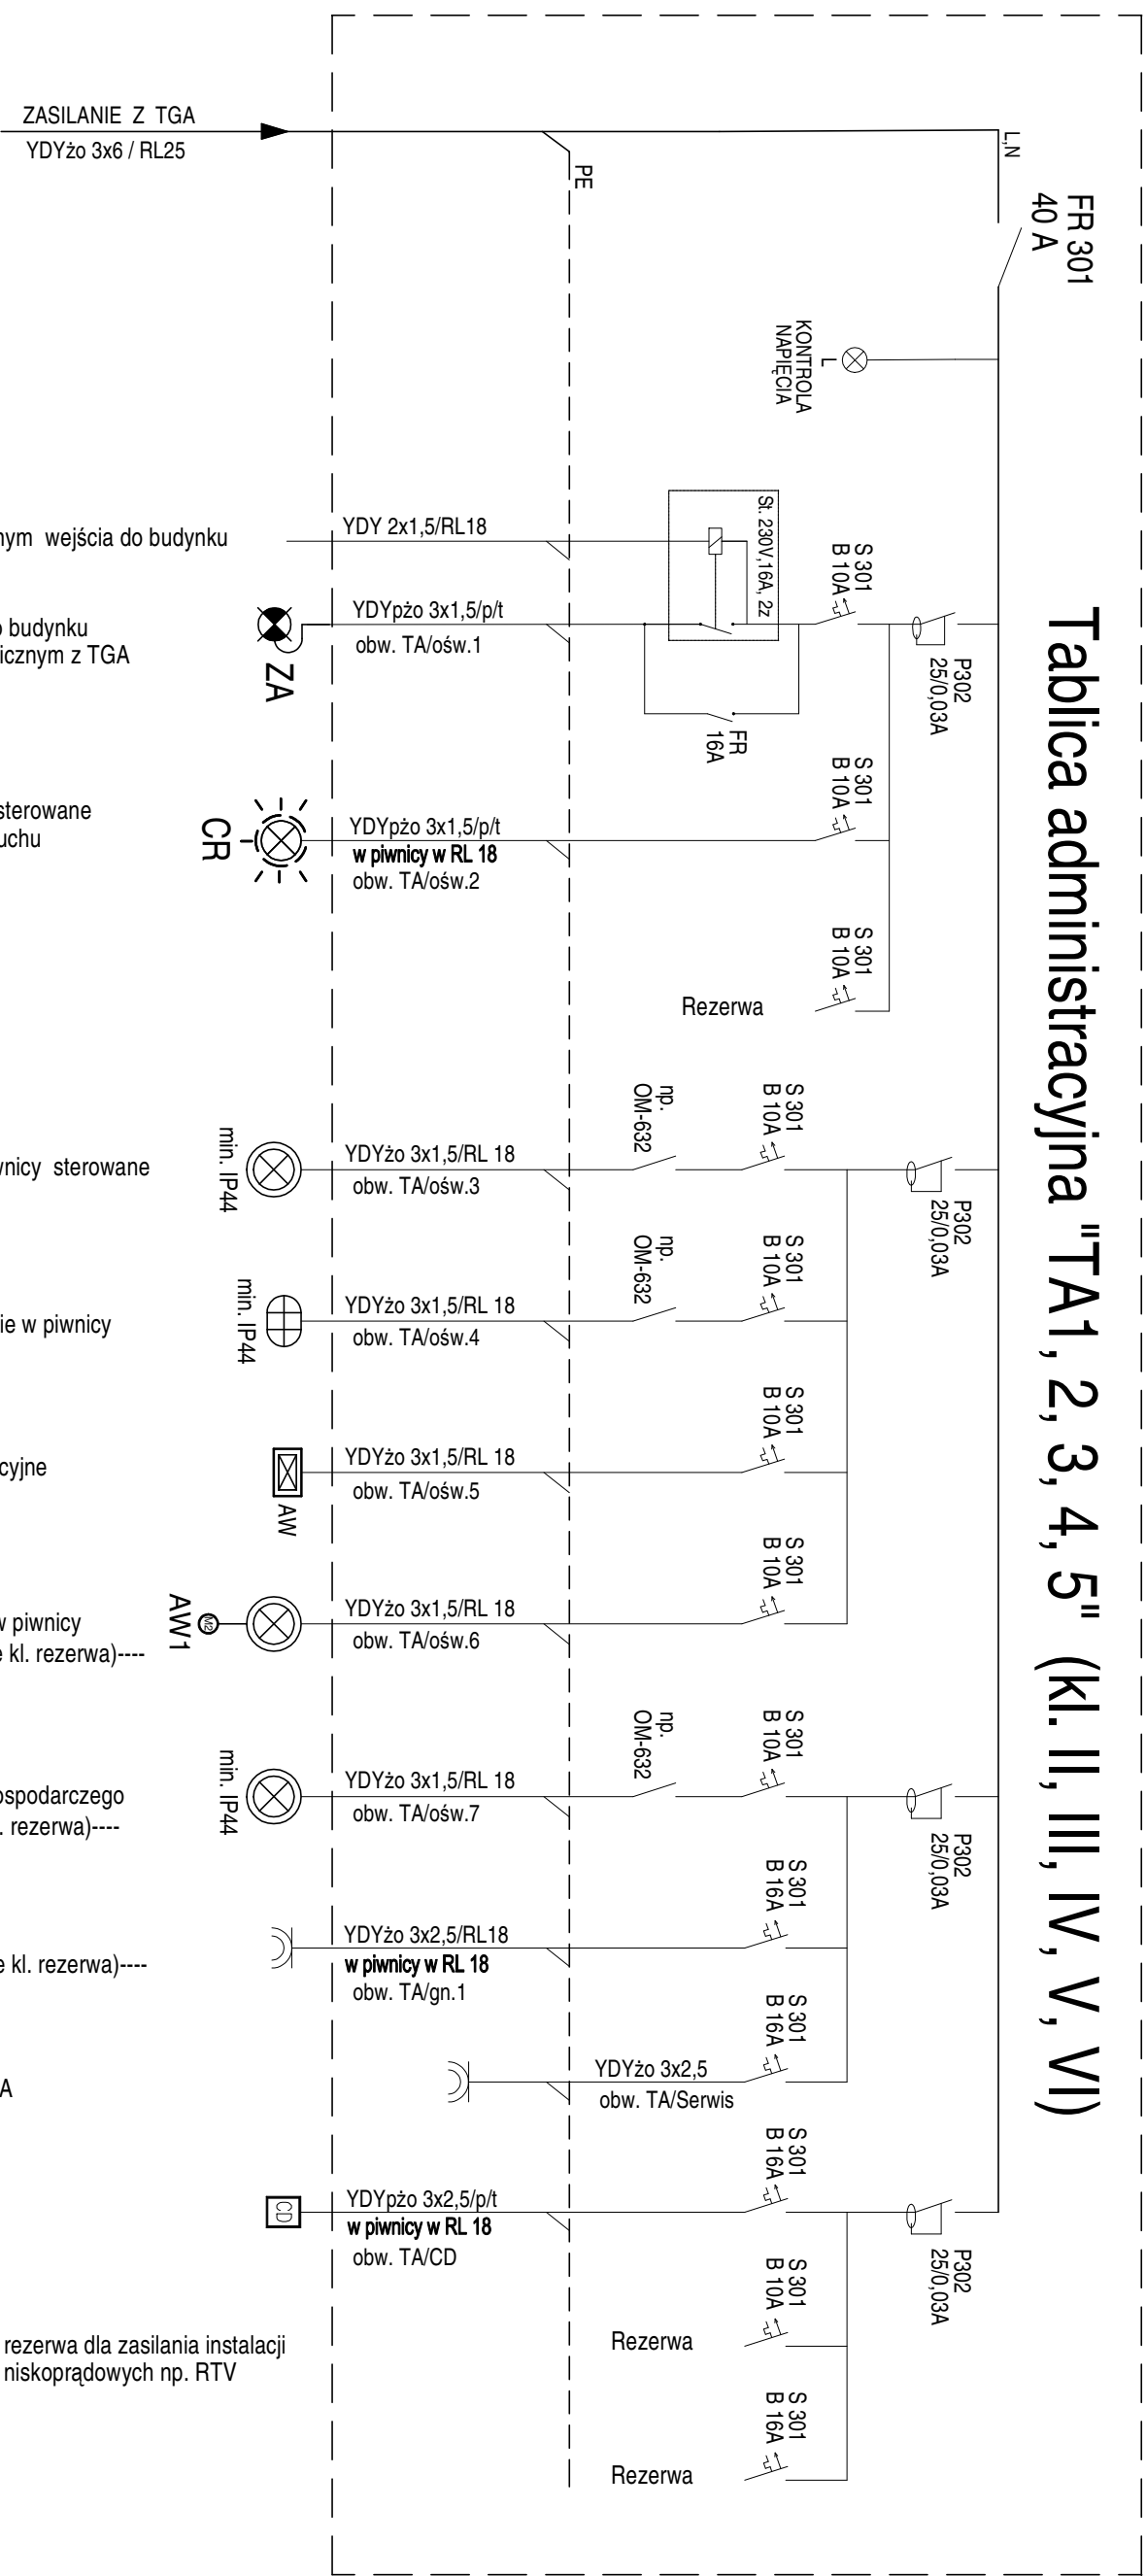 Tablica administracyjna "TA1, 2, 3, 4, 5" (kl. II, III, IV, V, VI)
ZASILANIE Z TGA
YDYżo 3x6 / RL25
L,N
PE
FR 301
40 A
KONTROLA
NAPIĘCIA
L
wejścia do budynku
YDY 2x1,5/RL18
St. 230V,16A, 2z
S 301
B 10A
P302
25/0,03A
budynku
z TGA
ZA
YDYpżo 3x1,5/p/t
obw. TA/ośw.1
FR
16A
sterowane
CR
YDYpżo 3x1,5/p/t
w piwnicy w RL 18
obw. TA/ośw.2
S 301
B 10A
Rezerwa
S 301
B 10A
sterowane
min. IP44
YDYżo 3x1,5/RL 18
obw. TA/ośw.3
np.
OM-632
S 301
B 10A
P302
25/0,03A
w piwnicy
min. IP44
YDYżo 3x1,5/RL 18
obw. TA/ośw.4
np.
OM-632
S 301
B 10A
AW
YDYżo 3x1,5/RL 18
obw. TA/ośw.5
S 301
B 10A
w piwnicy
kl. rezerwa)----
AW1
M2
YDYżo 3x1,5/RL 18
obw. TA/ośw.6
S 301
B 10A
rezerwa)----
min. IP44
YDYżo 3x1,5/RL 18
obw. TA/ośw.7
np.
OM-632
S 301
B 10A
P302
25/0,03A
kl. rezerwa)----
YDYżo 3x2,5/RL18
w piwnicy w RL 18
obw. TA/gn.1
S 301
B 16A
YDYżo 3x2,5
obw. TA/Serwis
S 301
B 16A
CD
YDYpżo 3x2,5/p/t
w piwnicy w RL 18
obw. TA/CD
S 301
B 16A
P302
25/0,03A
rezerwa dla zasilania instalacji
niskoprądowych np. RTV
Rezerwa
S 301
B 10A
Rezerwa
S 301
B 16A